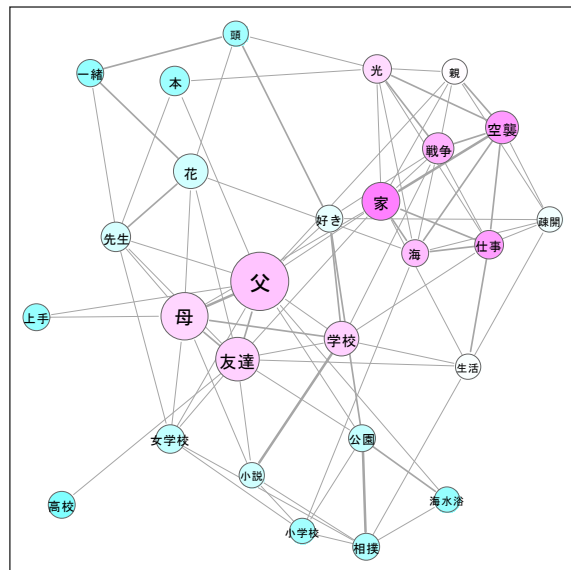 頭
一緒
本
光
親
空襲
戦争
花
家
好き
疎開
先生
海
仕事
父
母
上手
学校
友達
生活
女学校
公園
小説
海水浴
高校
小学校
相撲